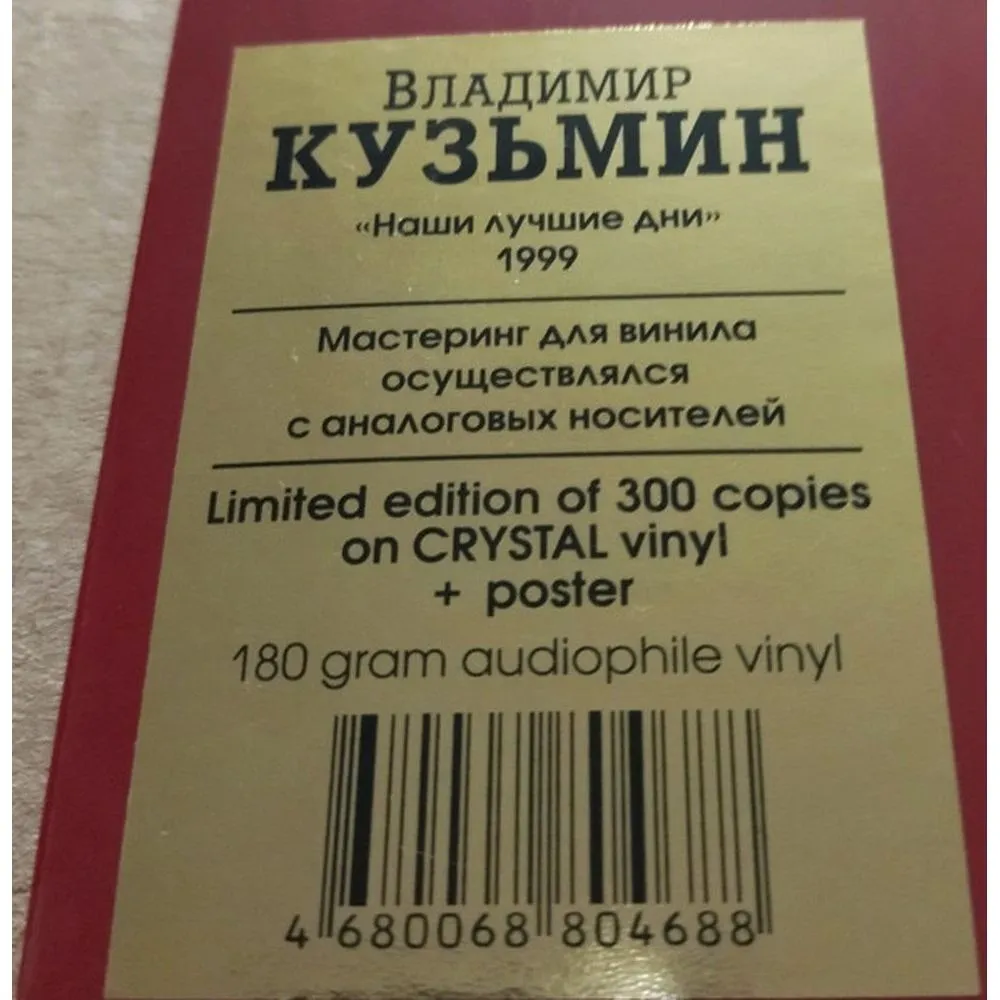 Владимир
КУЗЬМИН
«Наши лучшие дни»
1999
Мастеринг для винила
осуществлялся
с аналоговых носителей
Limited edition of 300 copies
on CRYSTAL vinyl
+ poster
180 gram audiophile vinyl
4 680068 804688